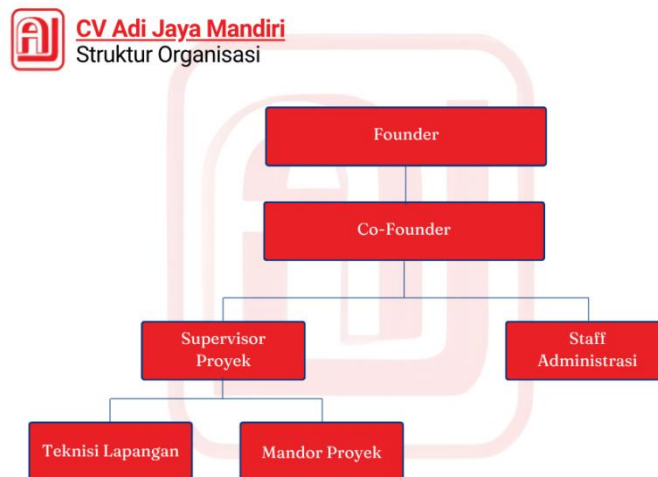 CV Adi Jaya Mandiri
Struktur Organisasi
Founder
Co-Founder
Supervisor
Proyek
Staff
Administrasi
Teknisi Lapangan
Mandor Proyek